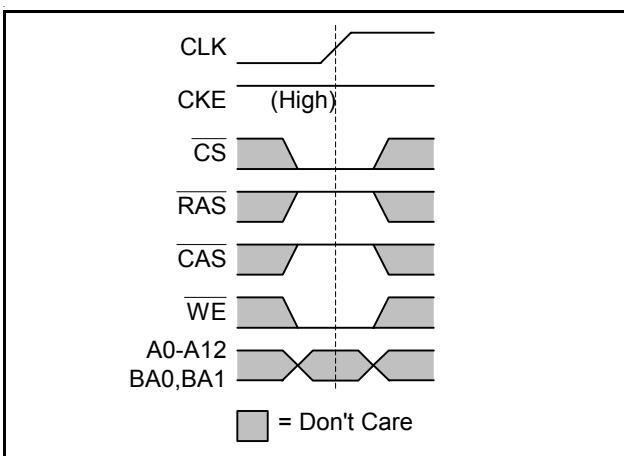 CLK
CKE (High)
CS
RAS
CAS
WE
A0-A12
BA0,BA1
= Don't Care